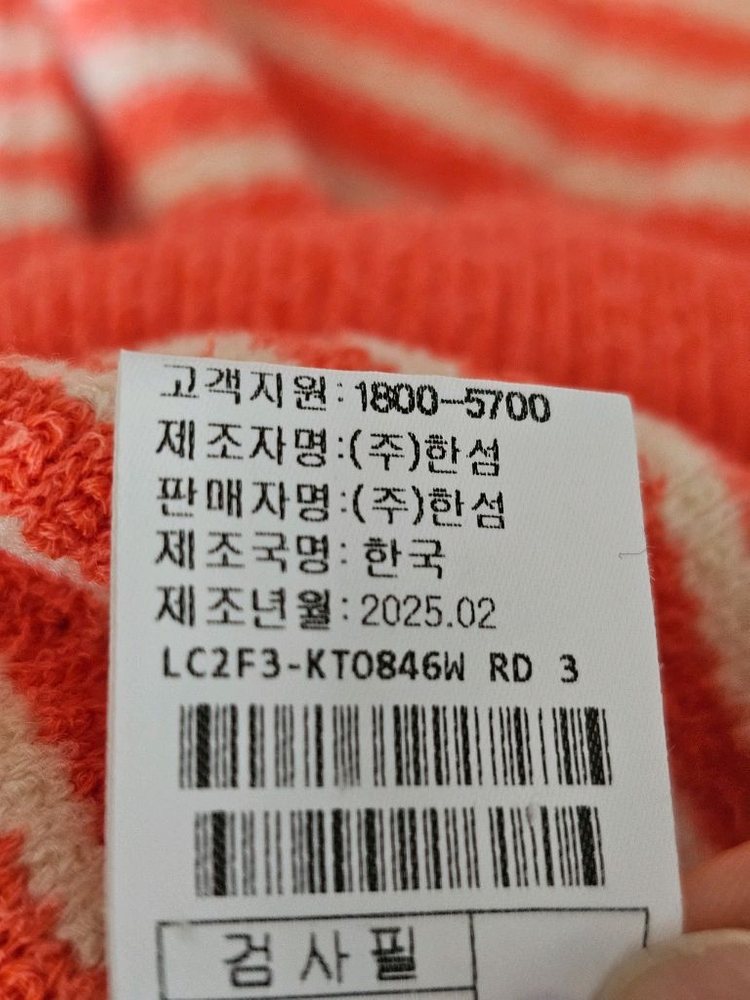 고객지원:1800-5700
제조자명:(주)한섬
판매자명:(주)한섬
제조국명: 한국
제조년월:2025.02
LC2F3-KTO846W RD 3
검사필